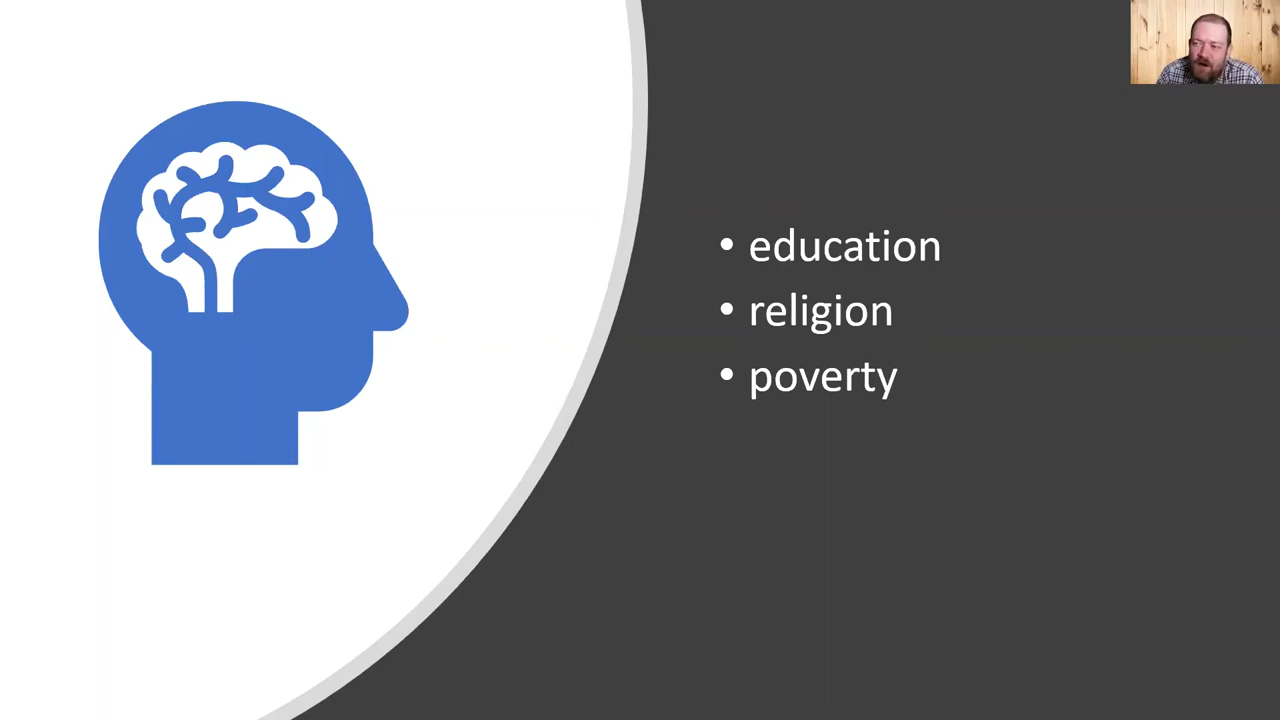 • education
• religion
• poverty